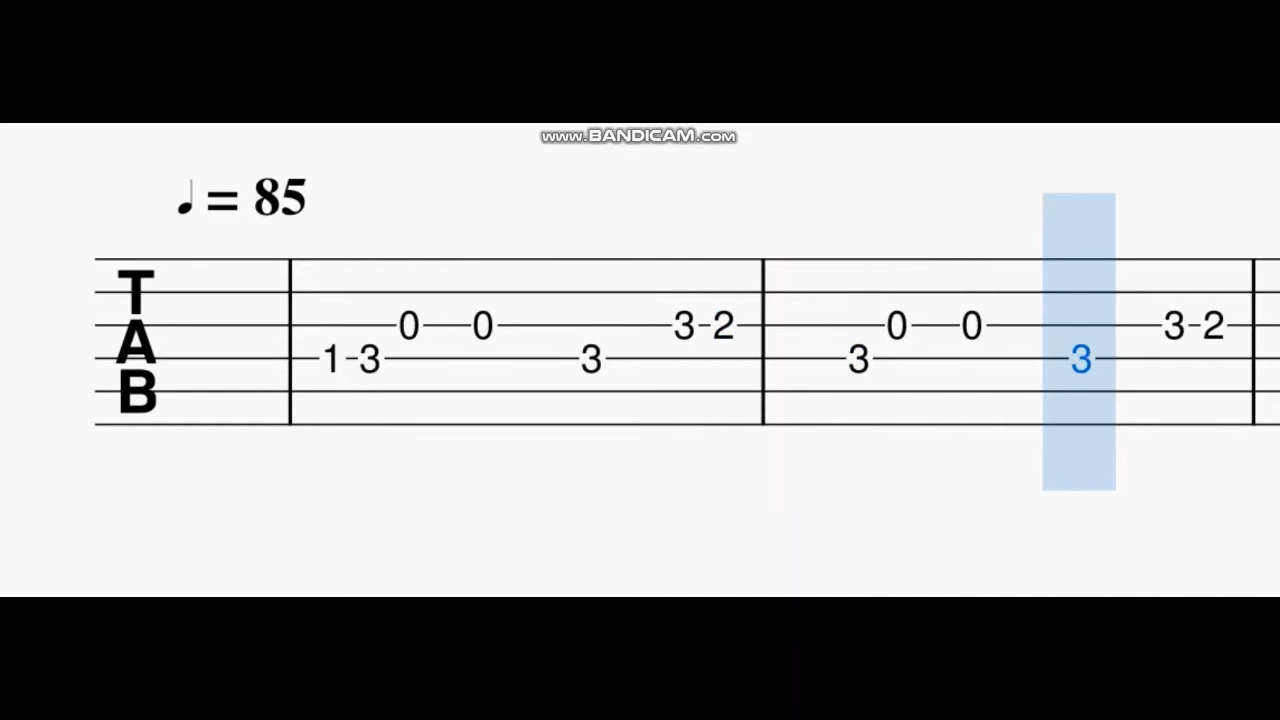 www.BANDICAM.com
♩ = 85
T
A
B
0 0 3-2 0 0 3-2
1-3 3 3 3